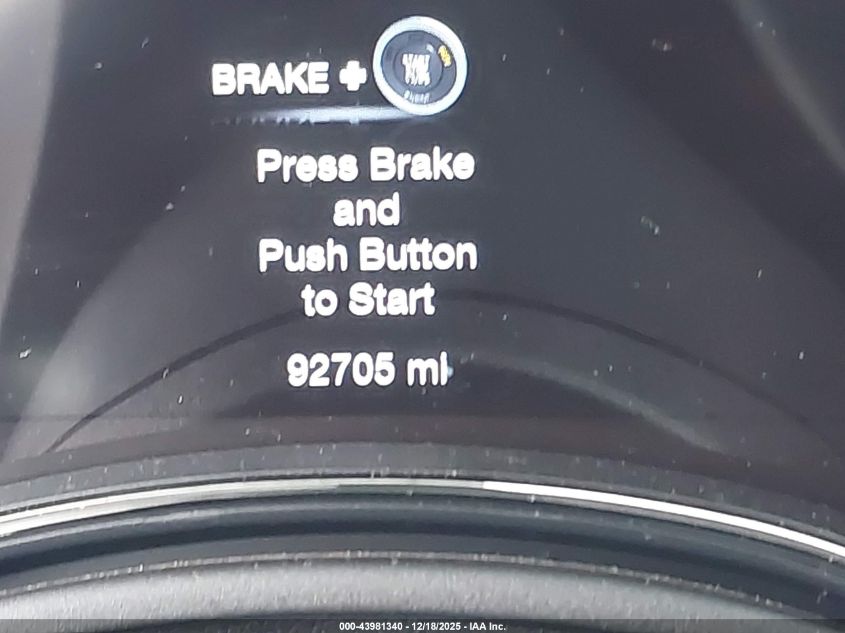 BRAKE +
Press Brake
and
Push Button
to Start
92705 mi
000-43981340 - 12/18/2025 - IAA Inc.